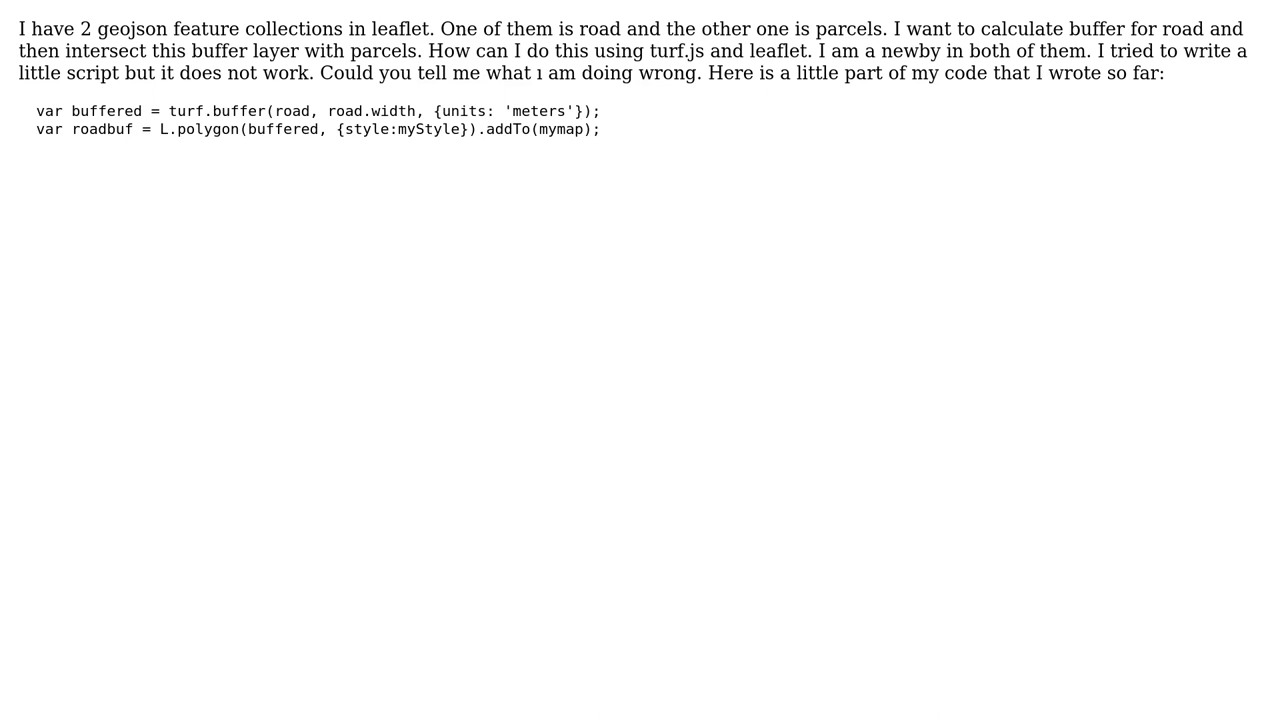 I have 2 geojson feature collections in leaflet. One of them is road and the other one is parcels. I want to calculate buffer for road and
then intersect this buffer layer with parcels. How can I do this using turf.js and leaflet. I am a newby in both of them. I tried to write a
little script but it does not work. Could you tell me what ı am doing wrong. Here is a little part of my code that I wrote so far:
var buffered = turf.buffer(road, road.width, {units: 'meters'});
var roadbuf = L.polygon(buffered, {style:myStyle}).addTo(mymap);